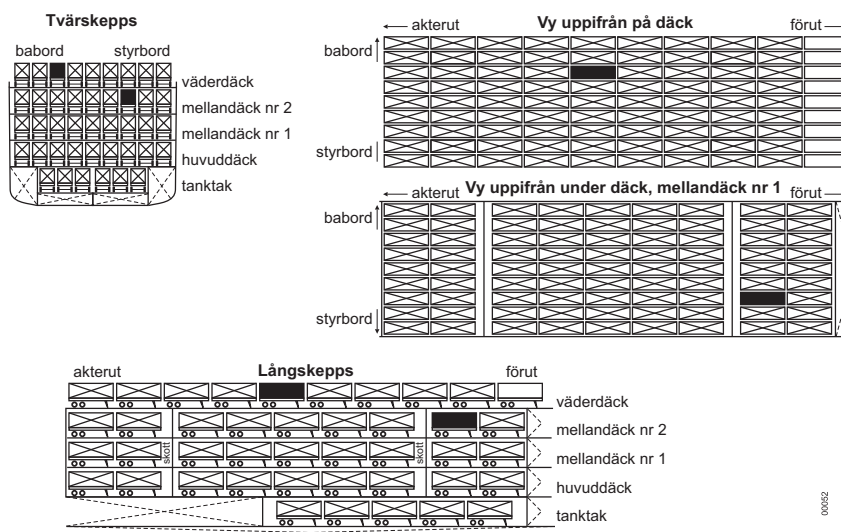 Tvärskepps
babord styrbord
väderdäck
mellandäck nr 2
mellandäck nr 1
huvuddäck
tanktak
akterut Vy uppifrån på däck förut
babord
styrbord
akterut Vy uppifrån under däck, mellandäck nr 1 förut
babord
styrbord
akterut Långskepps förut
väderdäck
mellandäck nr 2
skott skott
mellandäck nr 1
huvuddäck
tanktak
00052